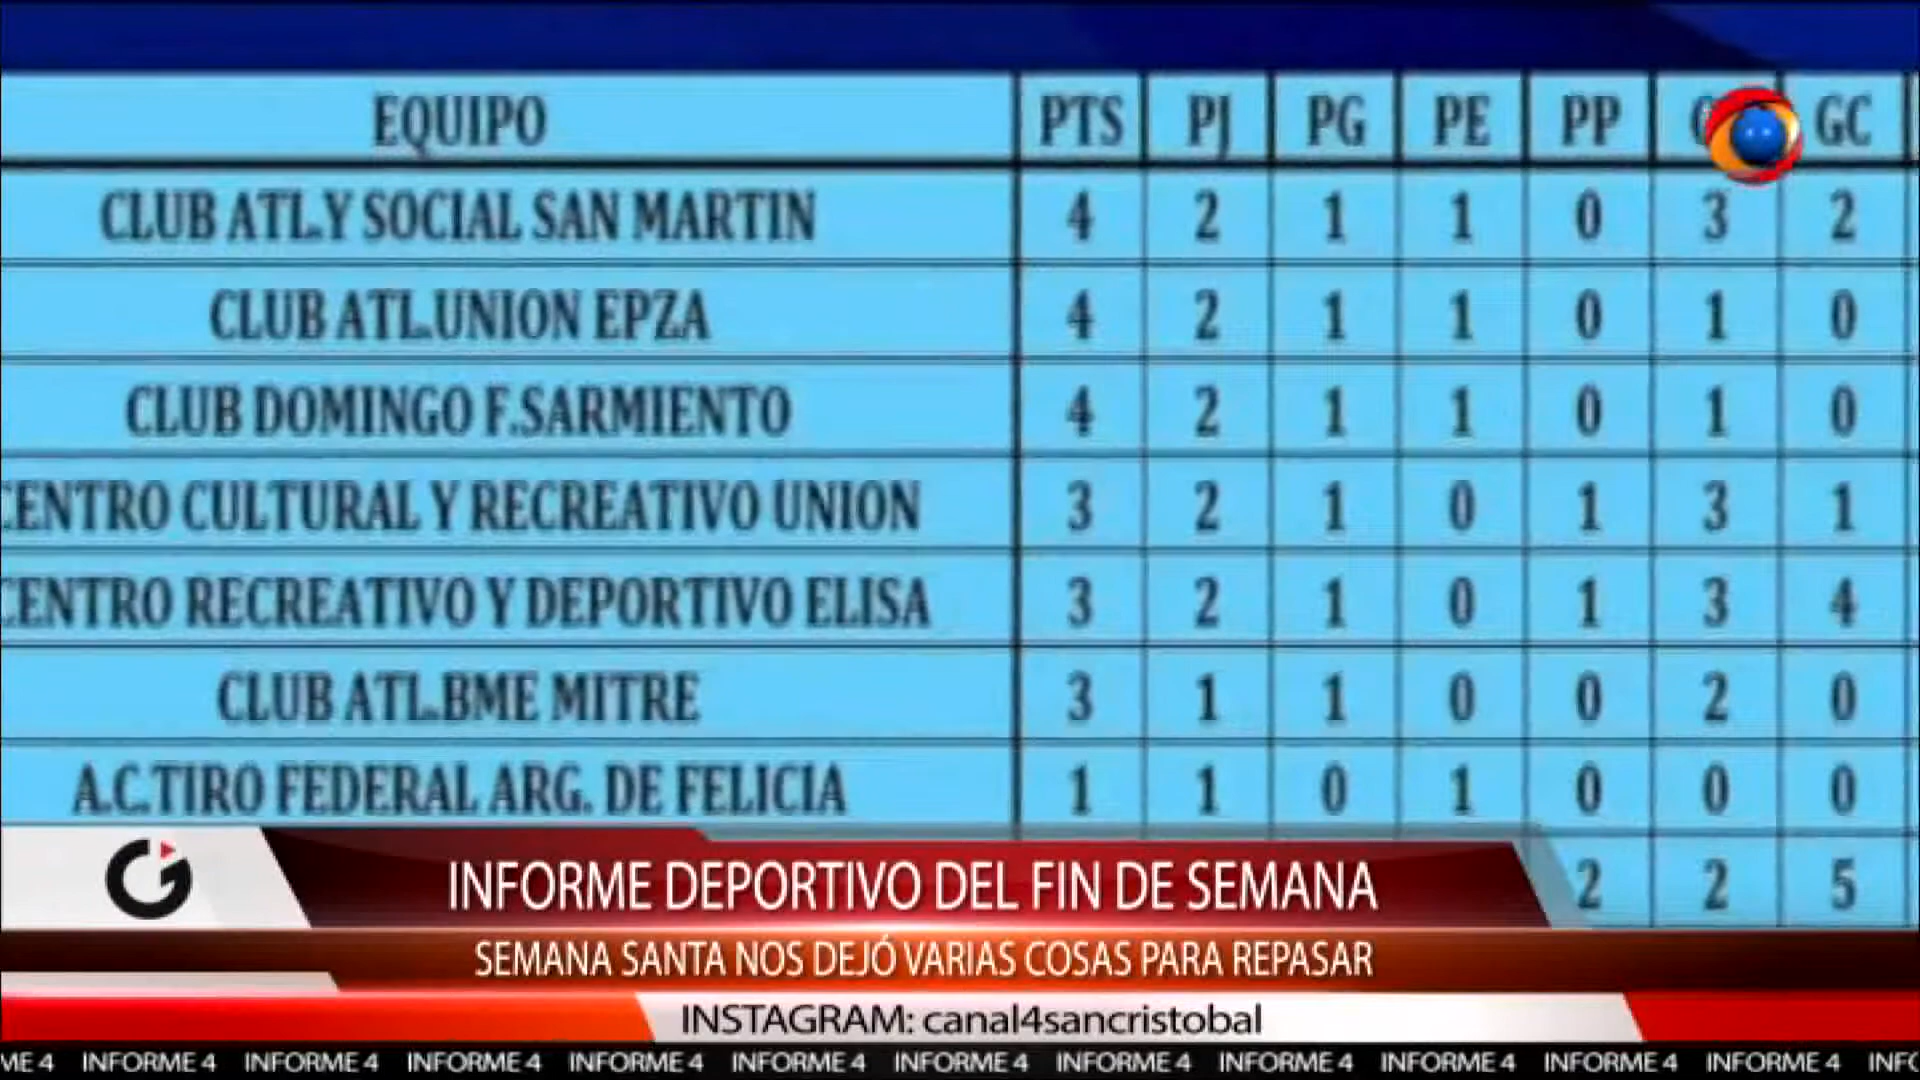 EQUIPO PTS PJ PG PE PP GC
CLUB ATL.Y SOCIAL SAN MARTIN 4 2 1 1 0 3 2
CLUB ATL.UNION EPZA 4 2 1 1 0 1 0
CLUB DOMINGO F.SARMIENTO 4 2 1 1 0 1 0
CENTRO CULTURAL Y RECREATIVO UNION 3 2 1 0 1 3 1
CENTRO RECREATIVO Y DEPORTIVO ELISA 3 2 1 0 1 3 4
CLUB ATL.BME MITRE 3 1 1 0 0 2 0
A.C.TIRO FEDERAL ARG. DE FELICIA 1 1 0 1 0 0 0
2 2 5
INFORME DEPORTIVO DEL FIN DE SEMANA
SEMANA SANTA NOS DEJÓ VARIAS COSAS PARA REPASAR
INSTAGRAM: canal4sancristobal
ME 4 INFORME 4 INFORME 4 INFORME 4 INFORME 4 INFORME 4 INFORME 4 INFORME 4 INFORME 4 INFORME 4 INFORME 4 INFO